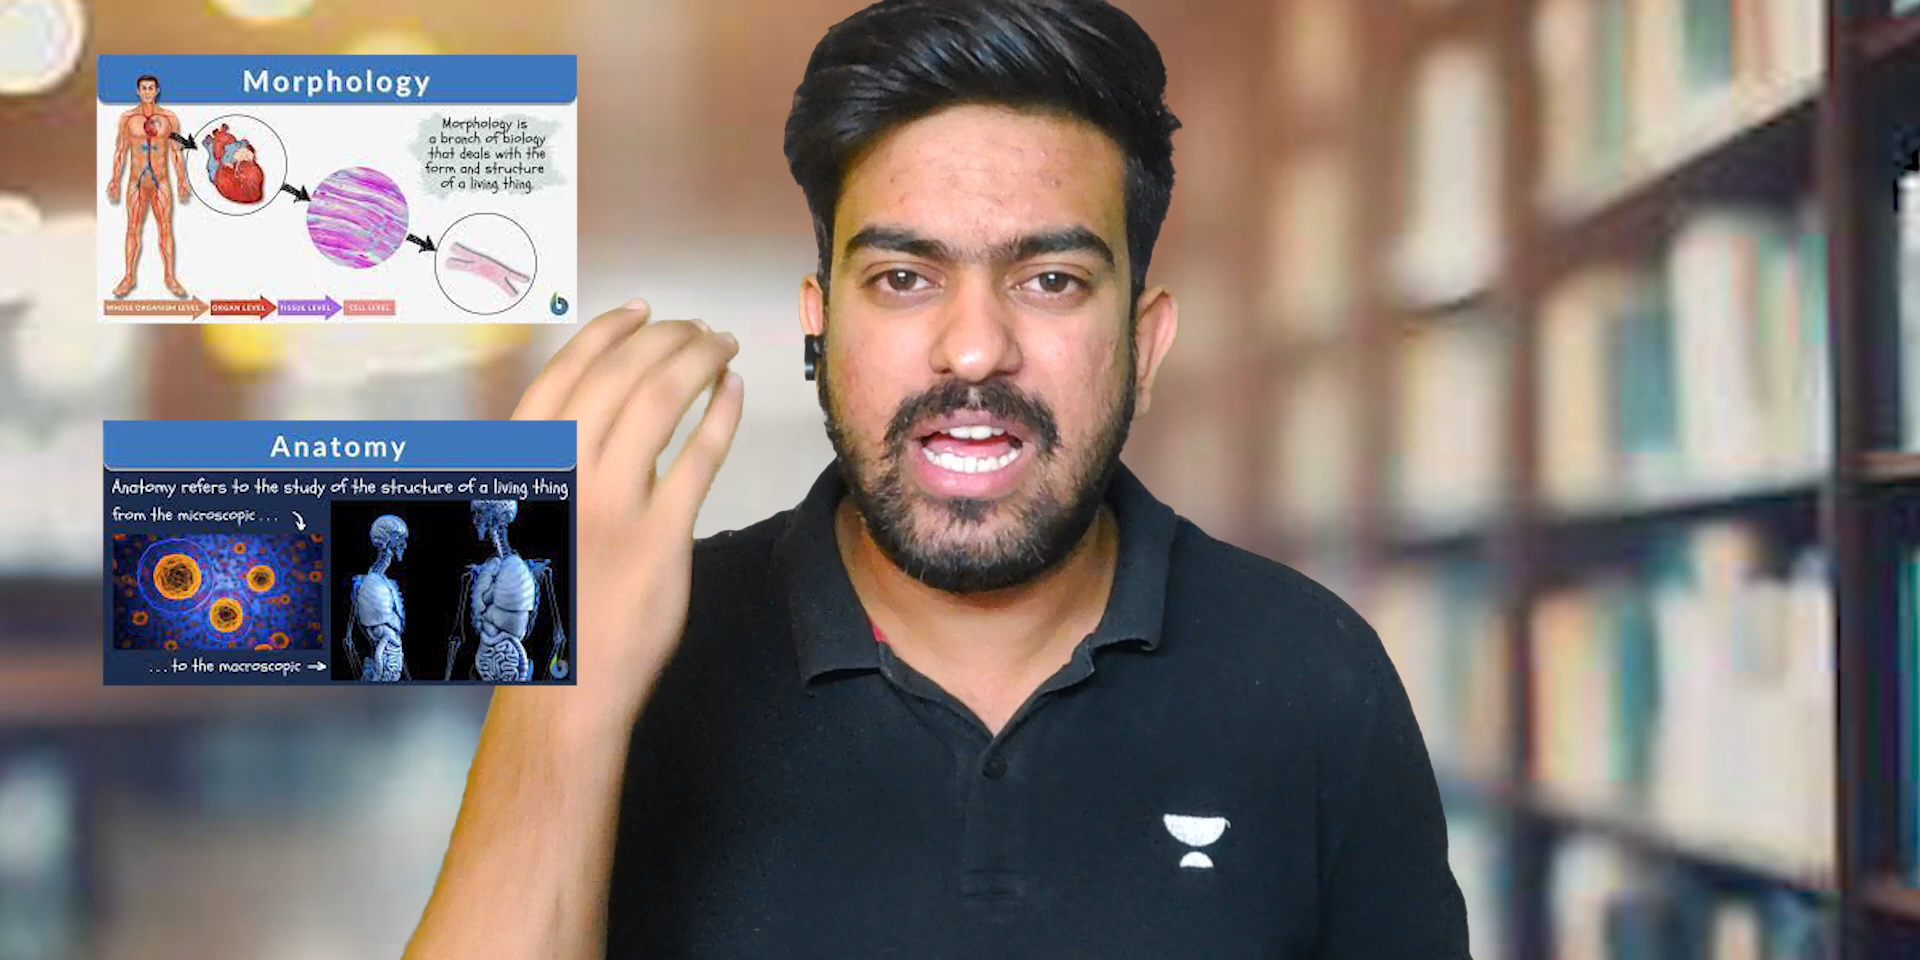 Morphology
Morphology is
a branch of biology
that deals with the
form and structure
of a living thing.
WHOLE ORGANISM LEVEL ORGAN LEVEL TISSUE LEVEL CELL LEVEL
Anatomy
Anatomy refers to the study of the structure of a living thing
from the microscopic ...
... to the macroscopic